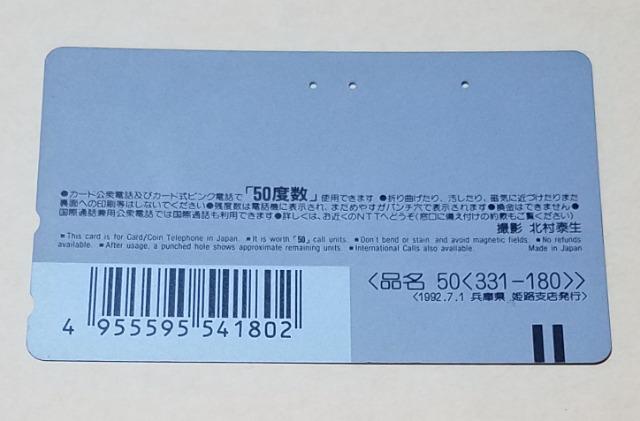 ●カード公衆電話及びカード式ピンク電話で「50度数」使用できます ●折り曲げたり、汚したり、磁気に近づけたりまた
裏面への印刷等はしないでください ●残度数は電話機に表示され、またためやすがパンチ穴で表示されます ●換金はできません ●
国際通話兼用公衆電話では国際通話も利用できます ●詳しくは、お近くのNTTへどうぞ(窓口に備え付けの約款もご覧ください)
撮影 北村泰生
■This card is for Card/Coin Telephone in Japan. ■It is worth「50」call units. ■Don't bend or stain and avoid magnetic fields. ■No refunds
available. ■After usage, a punched hole shows approximate remaining units. ■International Calls also available. Made in Japan
〈品名 50〈331-180〉〉
〈1992.7.1 兵庫県 姫路支店発行〉
4 955595 541802